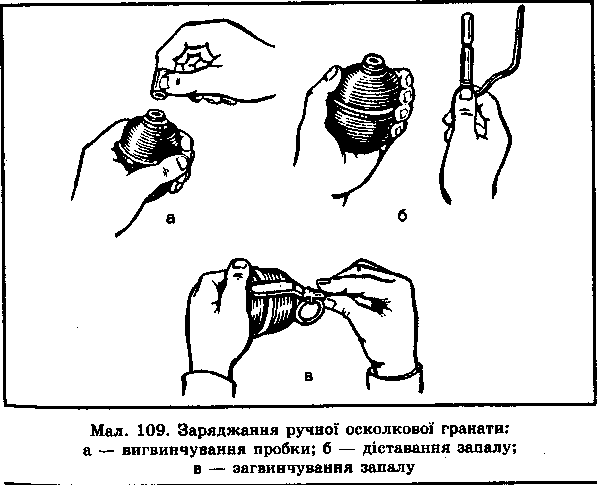 а
б
в
Мал. 109. Заряджання ручної осколкової гранати:
а — вигвинчування пробки; б — діставання запалу;
в — загвинчування запалу